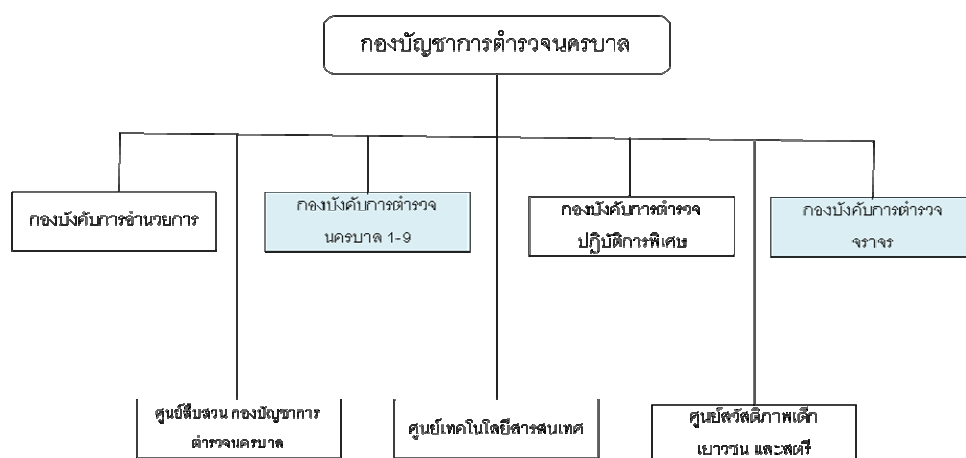 กองบัญชาการตำรวจนครบาล
กองบังคับการอำนวยการ
กองบังคับการตำรวจ
นครบาล 1-9
กองบังคับการตำรวจ
ปฏิบัติการพิเศษ
กองบังคับการตำรวจ
จราจร
ศูนย์สืบสวน กองบัญชาการ
ตำรวจนครบาล
ศูนย์เทคโนโลยีสารสนเทศ
ศูนย์สวัสดิภาพเด็ก
เยาวชน และสตรี